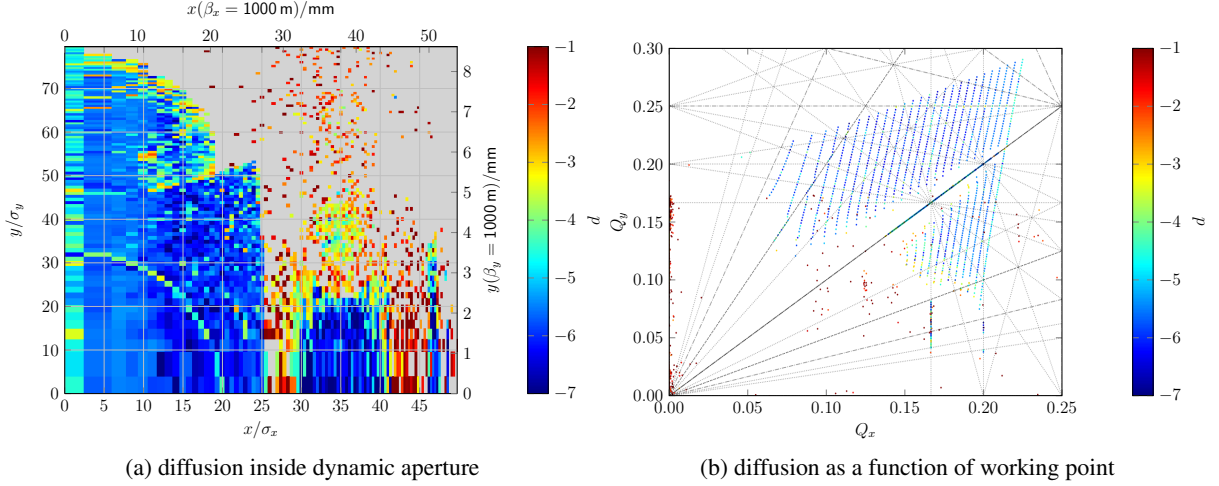 x(βx = 1000 m)/mm
0 10 20 30 40 50
y/σy
0 10 20 30 40 50 60 70
0 5 10 15 20 25 30 35 40 45
x/σx
y(βy = 1000 m)/mm
0 1 2 3 4 5 6 7 8
d
−1
−2
−3
−4
−5
−6
−7
(a) diffusion inside dynamic aperture
Qy
0.30
0.25
0.20
0.15
0.10
0.05
0.00
0.00 0.05 0.10 0.15 0.20 0.25
Qx
d
−1
−2
−3
−4
−5
−6
−7
(b) diffusion as a function of working point